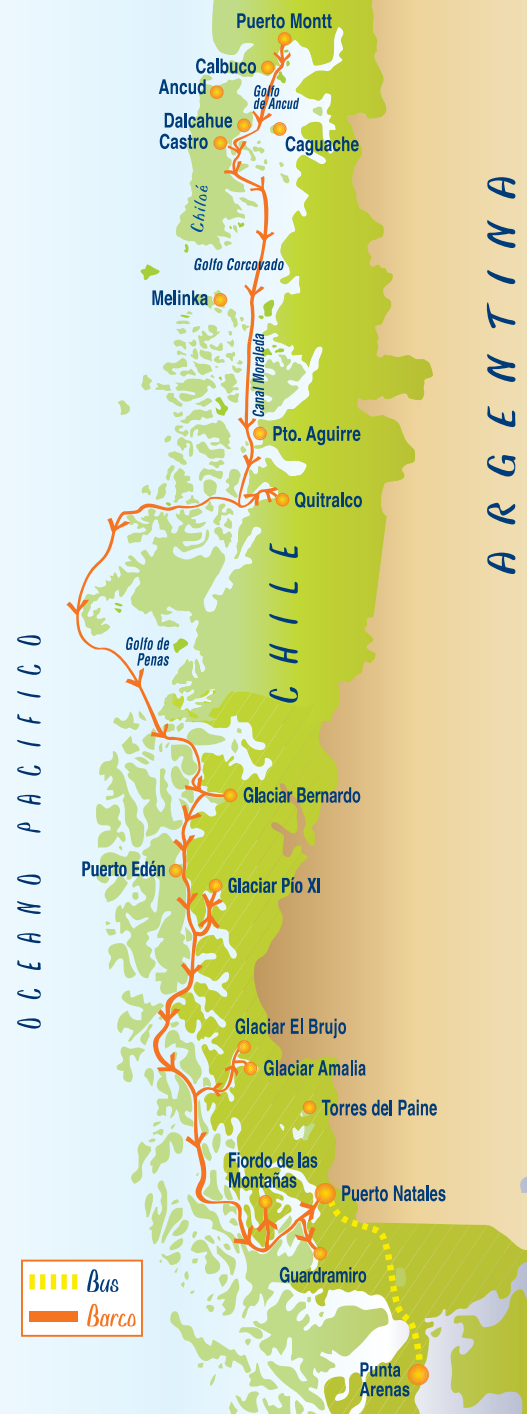 Puerto Montt
Calbuco
Ancud
Golfo
de Ancud
Dalcahue
Castro
Caguache
Chiloé
ARGENTINA
Golfo Corcovado
Melinka
Canal Moraleda
Pto. Aguirre
Quitralco
CHILE
OCEANO PACIFICO
Golfo de
Penas
Glaciar Bernardo
Puerto Edén
Glaciar Pío XI
Glaciar El Brujo
Glaciar Amalia
Torres del Paine
Fiordo de las
Montañas
Puerto Natales
Guardramiro
Bus
Barco
Punta
Arenas